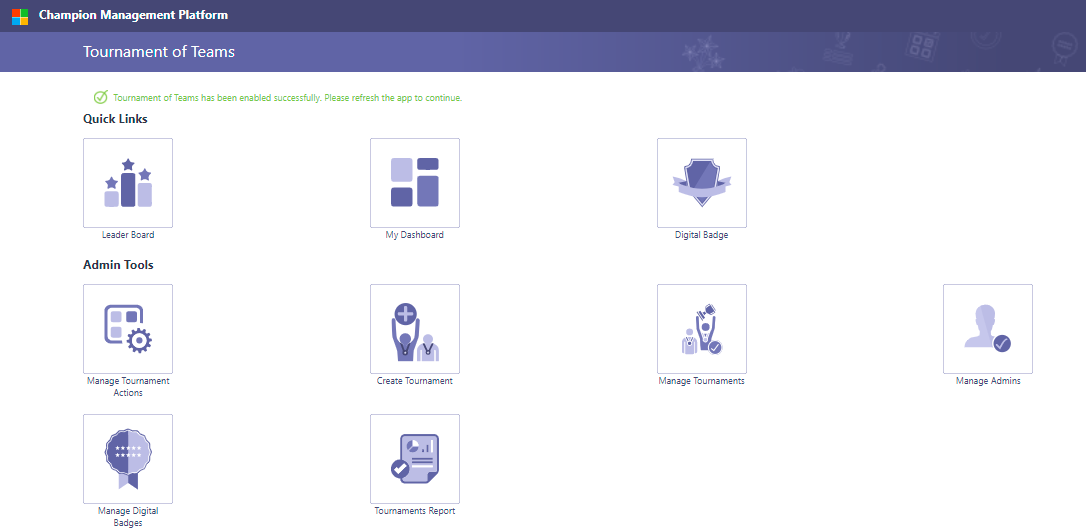 Champion Management Platform
Tournament of Teams
Tournament of Teams has been enabled successfully. Please refresh the app to continue.
Quick Links
Leader Board
My Dashboard
Digital Badge
Admin Tools
Manage Tournament
Actions
Create Tournament
Manage Tournaments
Manage Admins
Manage Digital
Badges
Tournaments Report